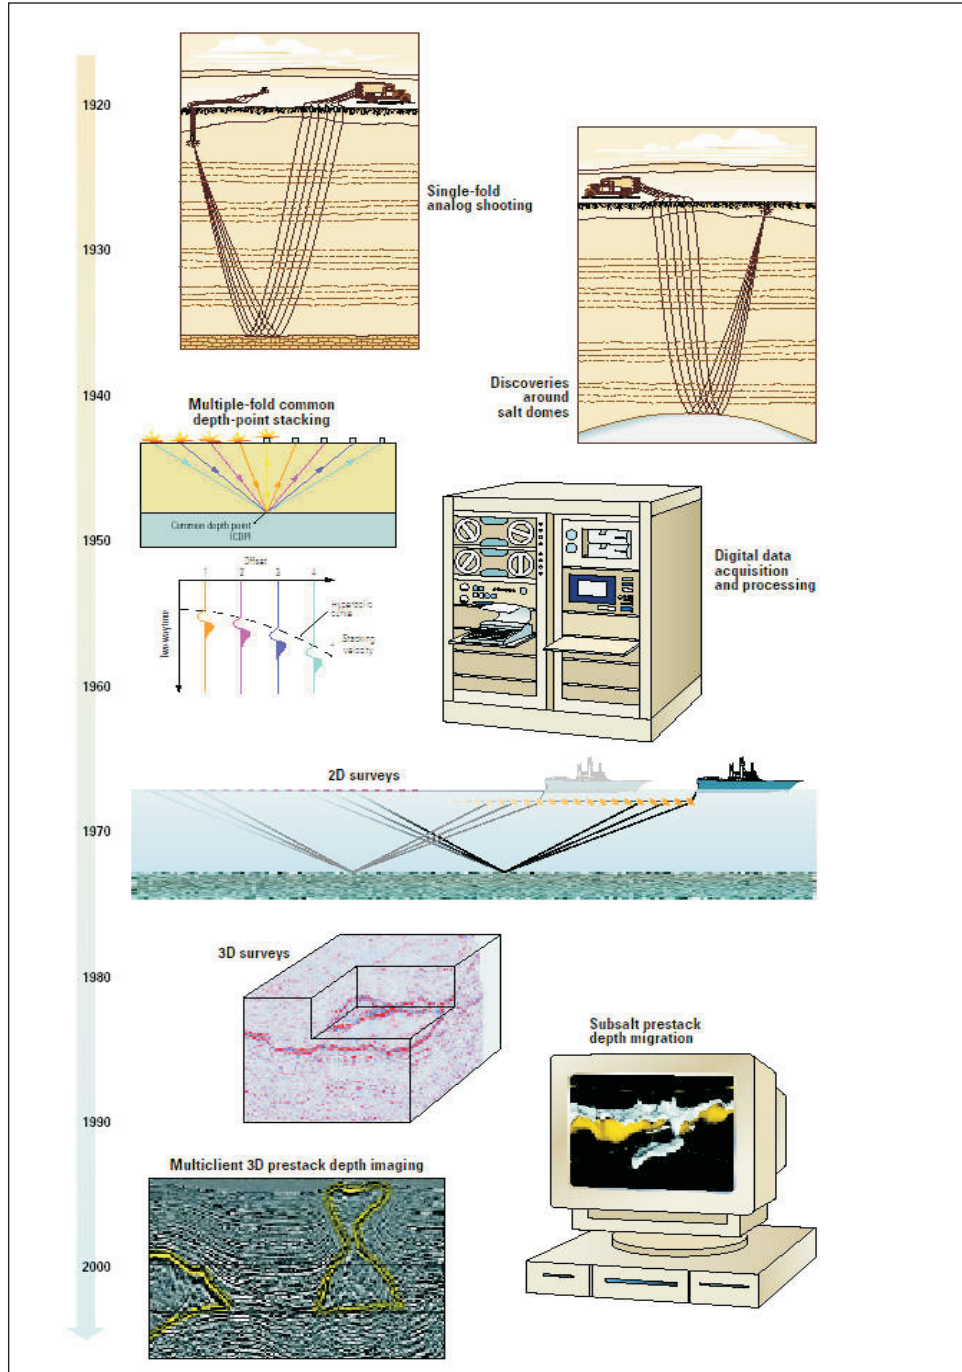 1920
Single-fold
analog shooting
1930
Discoveries
around
salt domes
1940
Multiple-fold common
depth-point stacking
Common depth point
(CDP)
1950
Digital data
acquisition
and processing
Offset
1 2 3 4
Two-way time
Hyperbolic
curve
Stacking
velocity
1960
2D surveys
1970
3D surveys
1980
Subsalt prestack
depth migration
1990
Multiclient 3D prestack depth imaging
2000